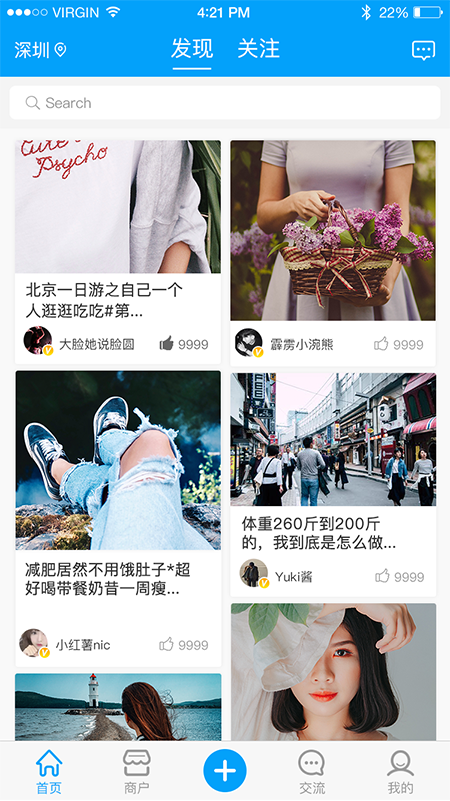 VIRGIN 4:21 PM 22%
深圳 发现 关注
Search
Cute
Psycho
北京一日游之自己一个
人逛逛吃吃#第...
大脸她说脸圆 9999
霹雳小浣熊 9999
减肥居然不用饿肚子*超
好喝带餐奶昔一周瘦...
小红薯nic 9999
体重260斤到200斤
的，我到底是怎么做...
Yuki酱 9999
首页 商户 交流 我的